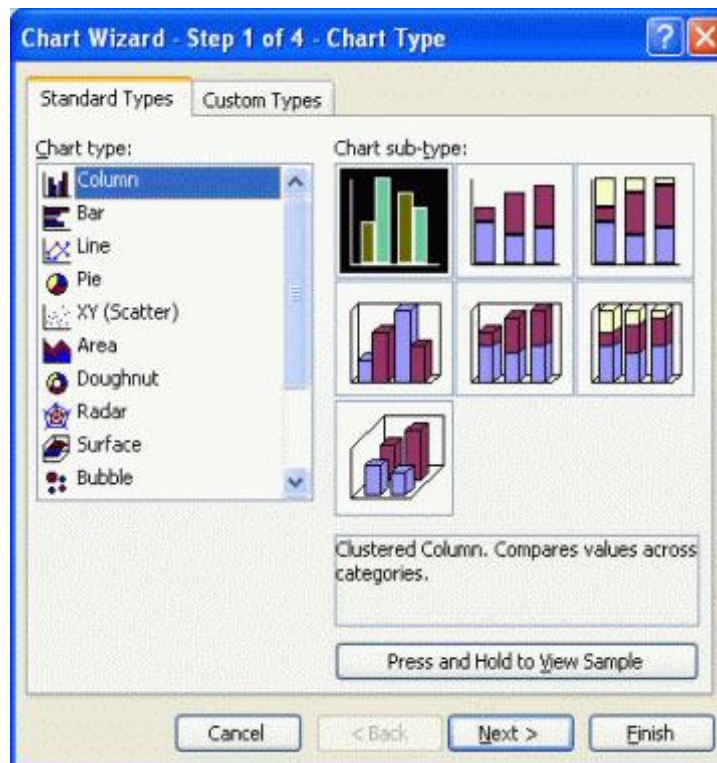 Chart Wizard - Step 1 of 4 - Chart Type
?
Standard Types
Custom Types
Chart type:
Column
Bar
Line
Pie
XY (Scatter)
Area
Doughnut
Radar
Surface
Bubble
Chart sub-type:
Clustered Column. Compares values across
categories.
Press and Hold to View Sample
Cancel
< Back
Next >
Finish